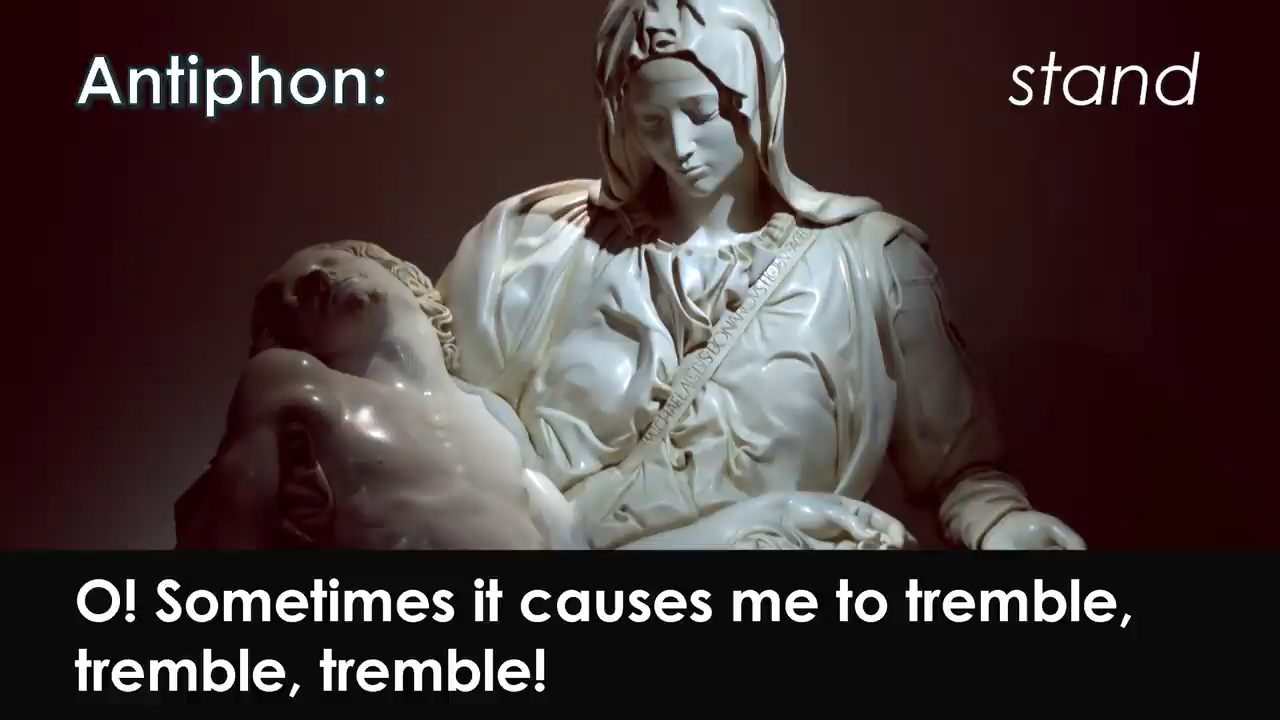 Antiphon:
stand
O! Sometimes it causes me to tremble,
tremble, tremble!